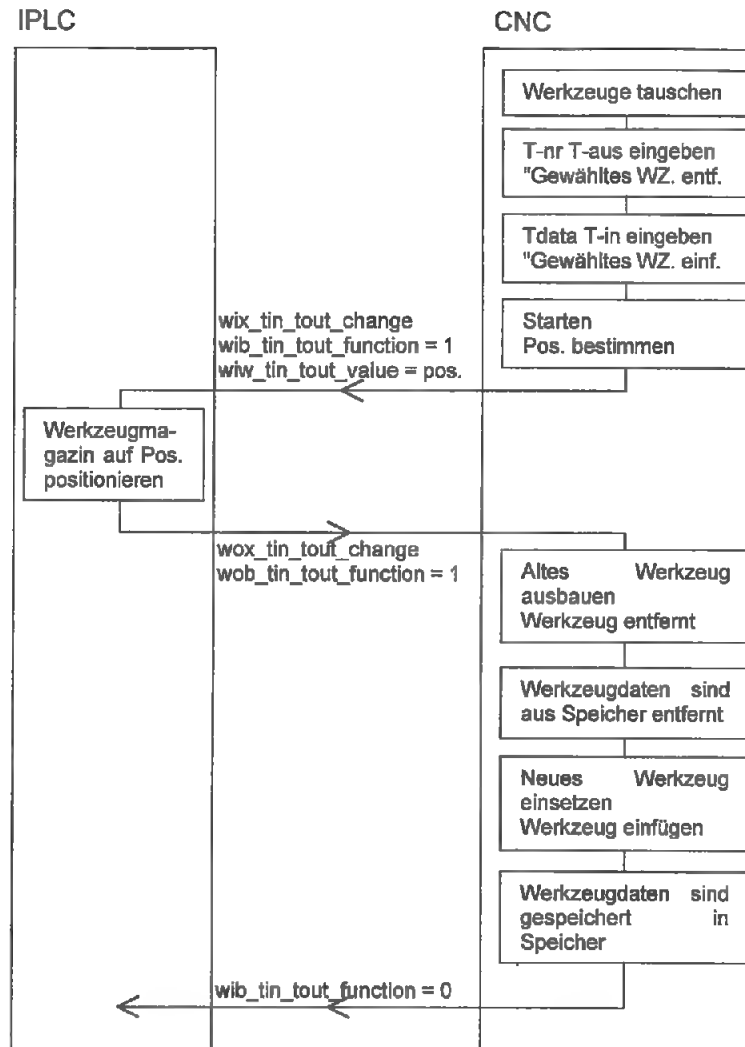 IPLC
CNC
Werkzeuge tauschen
T-nr T-aus eingeben
"Gewähltes WZ. entf.
Tdata T-in eingeben
"Gewähltes WZ. einf.
wix_tin_tout_change
wib_tin_tout_function = 1
wiw_tin_tout_value = pos.
Starten
Pos. bestimmen
Werkzeugma-
gazin auf Pos.
positionieren
wox_tin_tout_change
wob_tin_tout_function = 1
Altes Werkzeug
ausbauen
Werkzeug entfernt
Werkzeugdaten sind
aus Speicher entfernt
Neues Werkzeug
einsetzen
Werkzeug einfügen
Werkzeugdaten sind
gespeichert in
Speicher
wib_tin_tout_function = 0